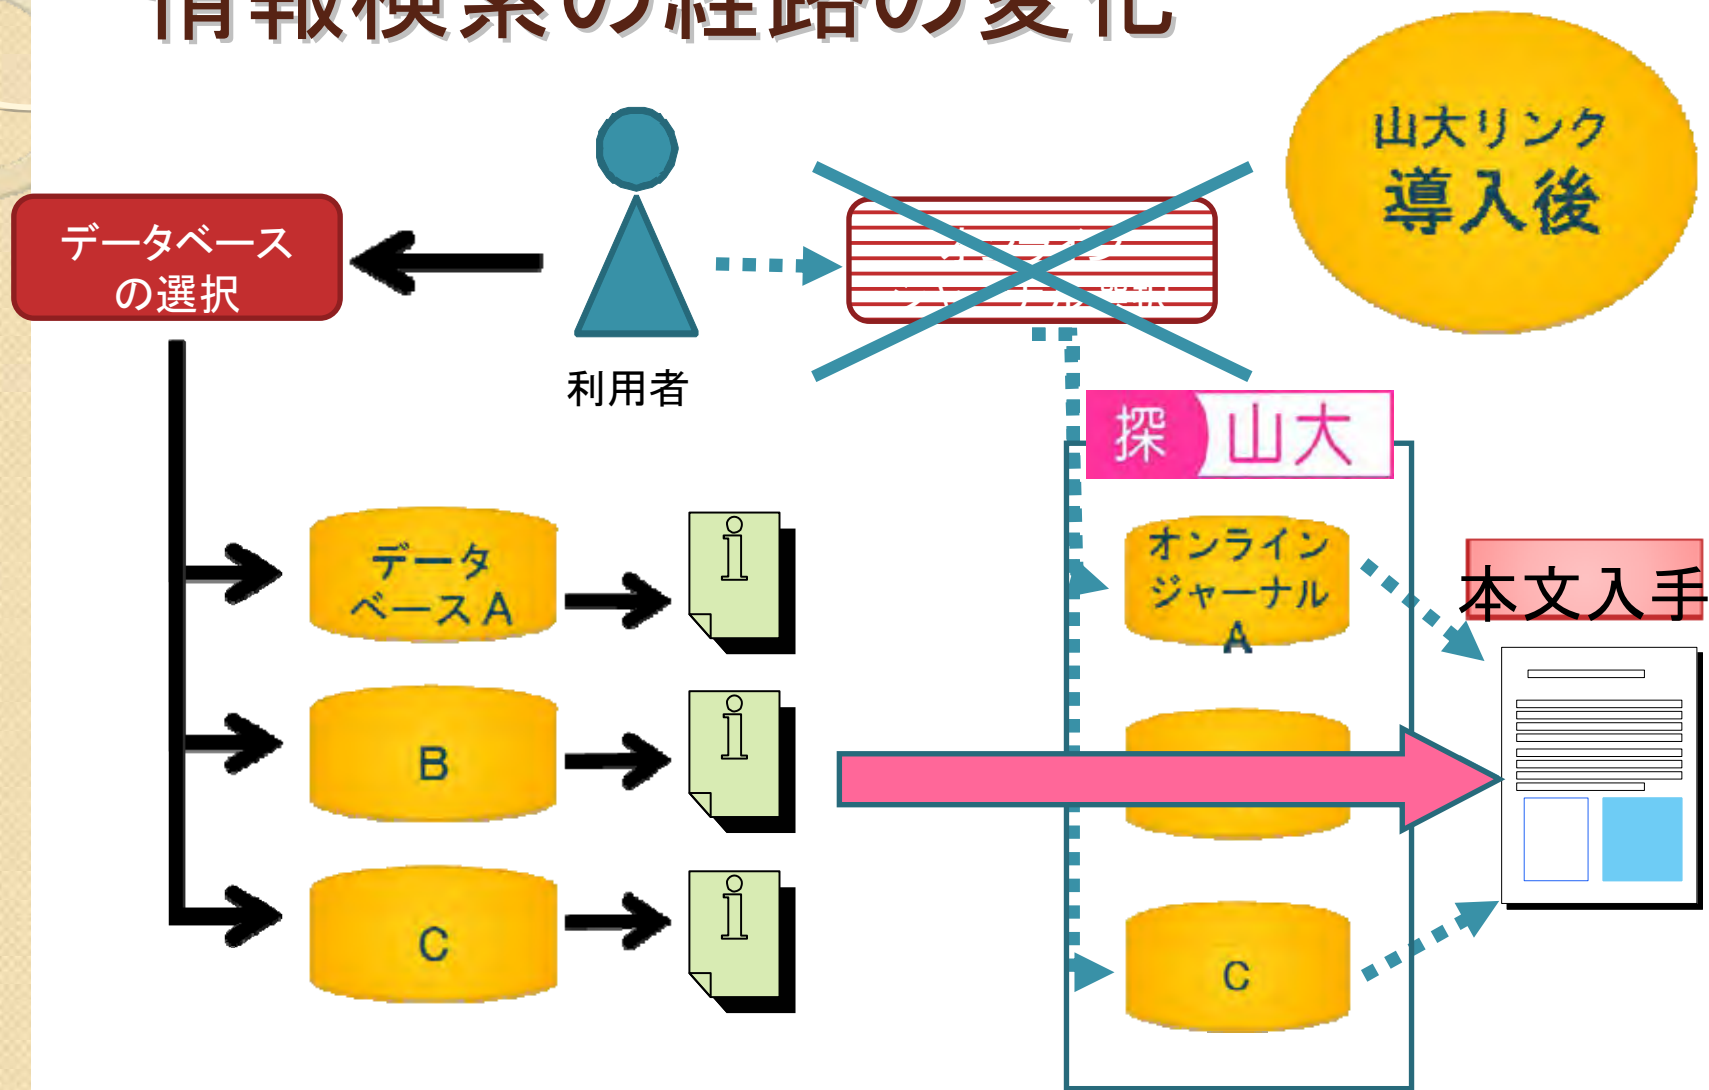 情報検索の経路の変化
山大リンク
導入後
データベース
の選択
利用者
探 山大
データ
ベース A
オンライン
ジャーナル
A
本文入手
B
C
C